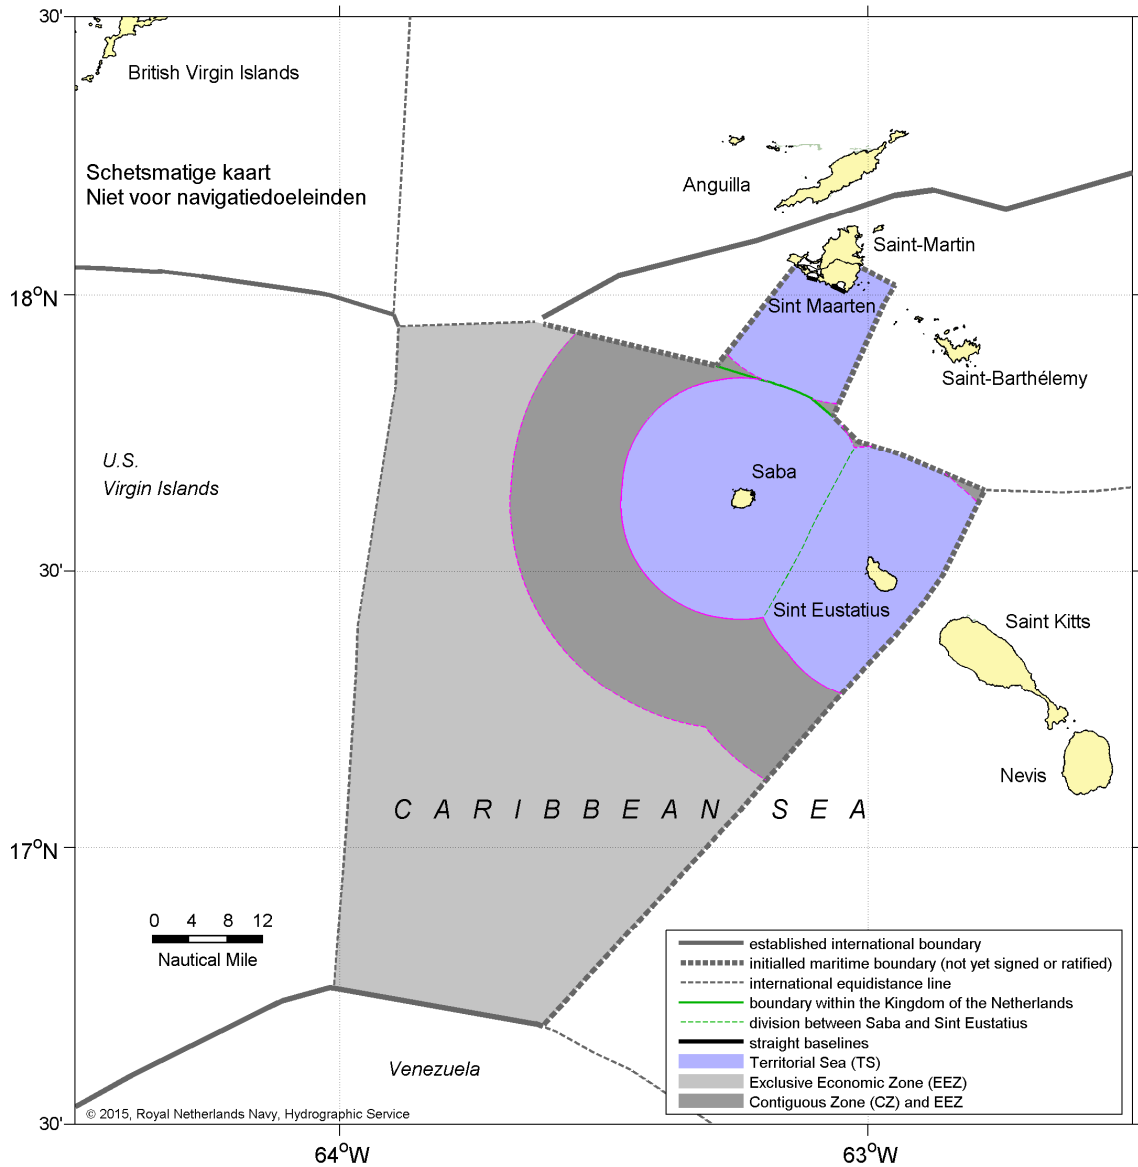 30'
British Virgin Islands
Schetsmatige kaart
Niet voor navigatiedoeleinden
Anguilla
Saint-Martin
18°N
Sint Maarten
Saint-Barthélemy
U.S.
Virgin Islands
Saba
30'
Sint Eustatius
Saint Kitts
Nevis
CARIBBEAN SEA
17°N
0 4 8 12
Nautical Mile
established international boundary
initialled maritime boundary (not yet signed or ratified)
international equidistance line
boundary within the Kingdom of the Netherlands
division between Saba and Sint Eustatius
straight baselines
Territorial Sea (TS)
Exclusive Economic Zone (EEZ)
Contiguous Zone (CZ) and EEZ
Venezuela
© 2015, Royal Netherlands Navy, Hydrographic Service
30'
64°W
63°W